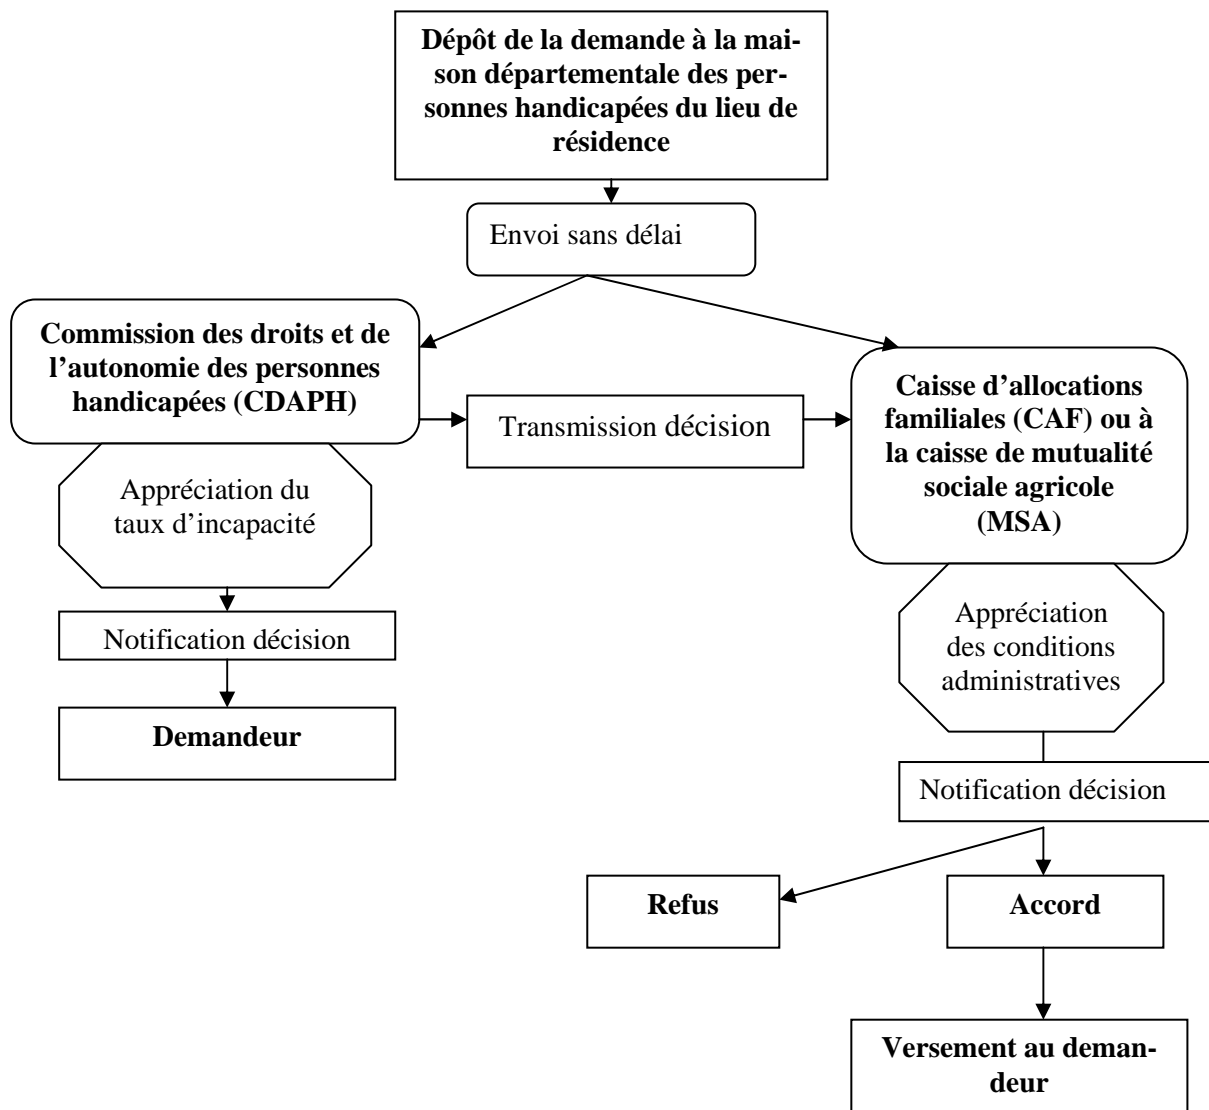 Dépôt de la demande à la mai-
son départementale des per-
sonnes handicapées du lieu de
résidence
Envoi sans délai
Commission des droits et de
l’autonomie des personnes
handicapées (CDAPH)
Transmission décision
Caisse d’allocations
familiales (CAF) ou à
la caisse de mutualité
sociale agricole
(MSA)
Appréciation du
taux d’incapacité
Notification décision
Demandeur
Appréciation
des conditions
administratives
Notification décision
Refus
Accord
Versement au deman-
deur